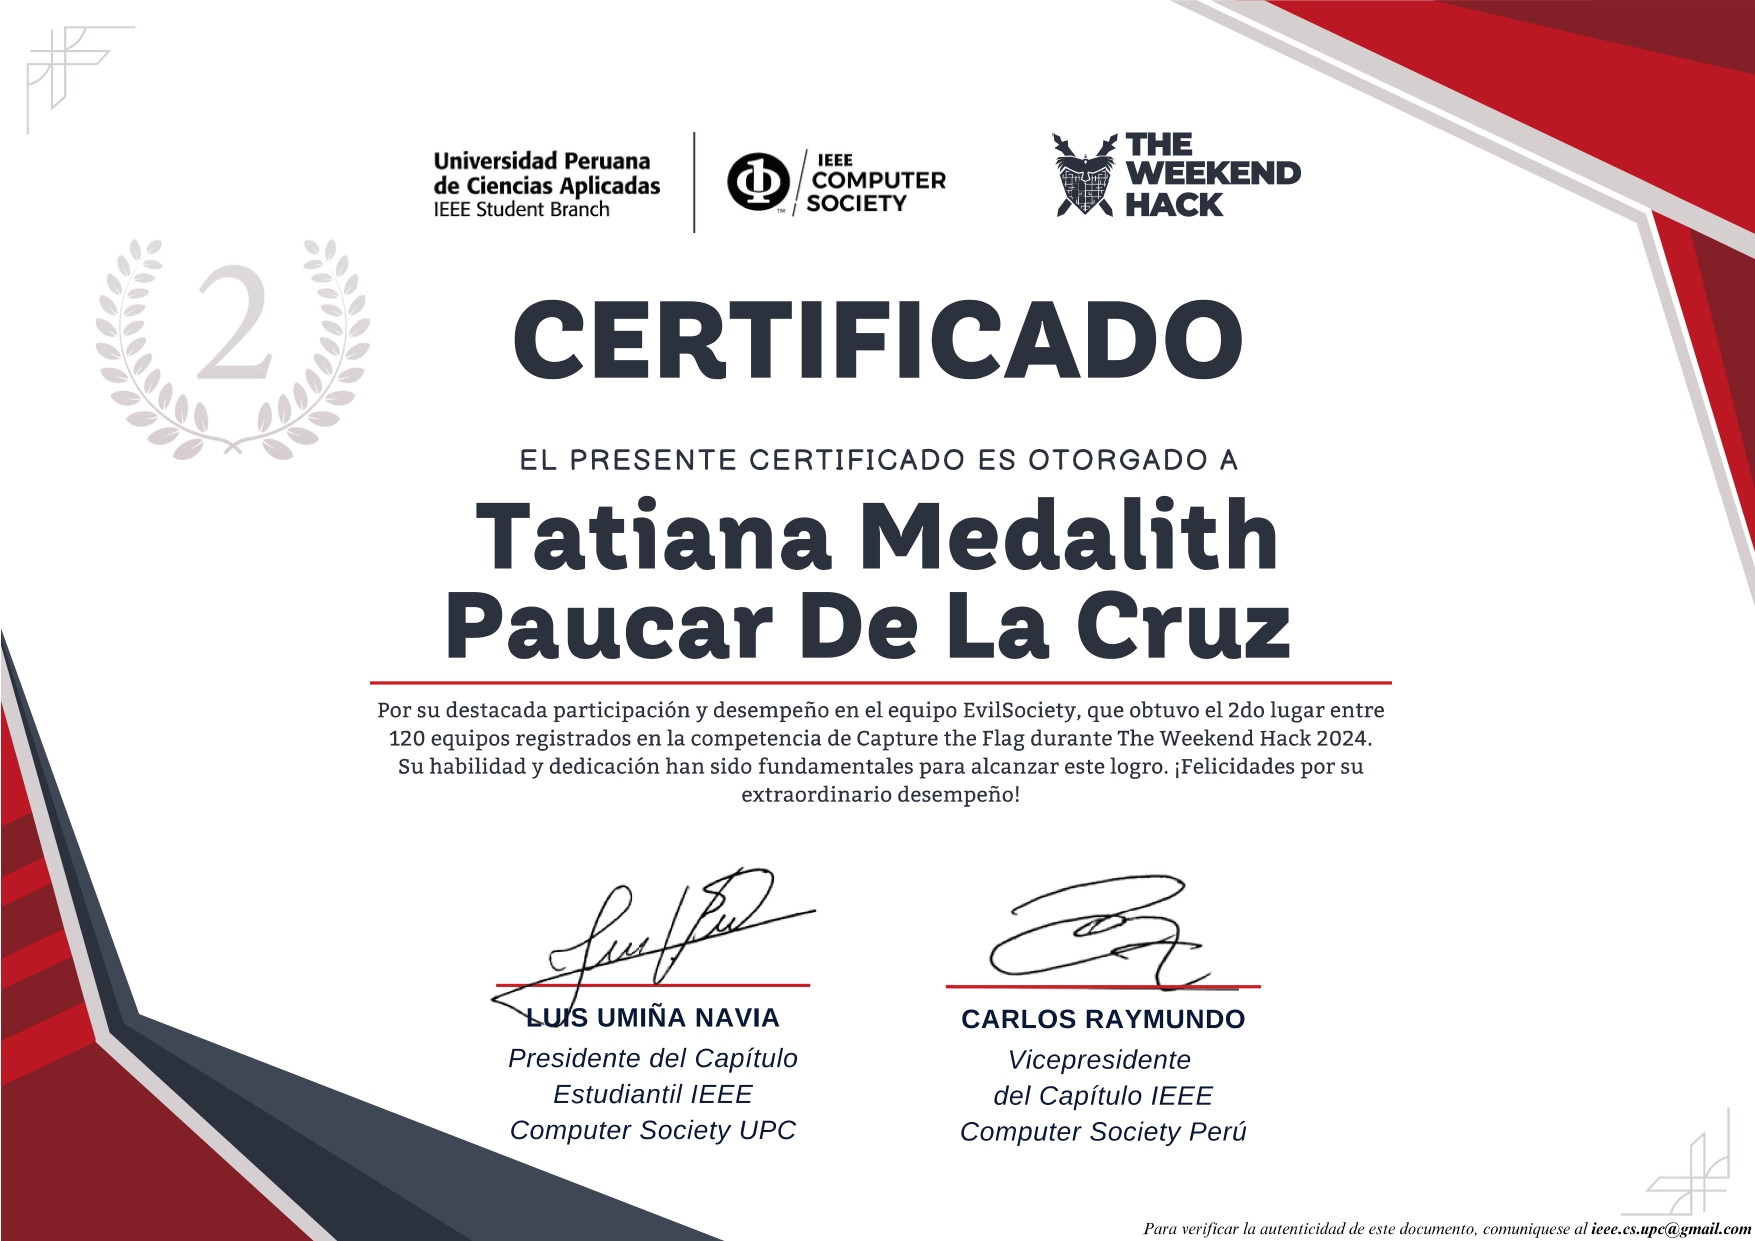 Universidad Peruana
de Ciencias Aplicadas
IEEE Student Branch
IEEE
COMPUTER
SOCIETY
TM
THE
WEEKEND
HACK
2
CERTIFICADO
EL PRESENTE CERTIFICADO ES OTORGADO A
Tatiana Medalith
Paucar De La Cruz
Por su destacada participación y desempeño en el equipo EvilSociety, que obtuvo el 2do lugar entre
120 equipos registrados en la competencia de Capture the Flag durante The Weekend Hack 2024.
Su habilidad y dedicación han sido fundamentales para alcanzar este logro. ¡Felicidades por su
extraordinario desempeño!
LUIS UMIÑA NAVIA
Presidente del Capítulo
Estudiantil IEEE
Computer Society UPC
CARLOS RAYMUNDO
Vicepresidente
del Capítulo IEEE
Computer Society Perú
Para verificar la autenticidad de este documento, comuniquese al ieee.cs.upc@gmail.com